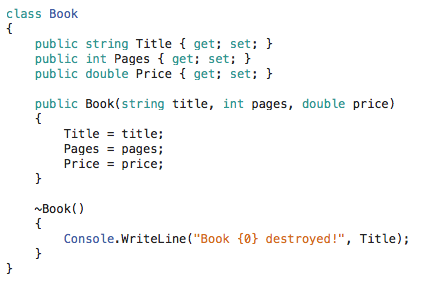 class Book
{
    public string Title { get; set; }
    public int Pages { get; set; }
    public double Price { get; set; }

    public Book(string title, int pages, double price)
    {
        Title = title;
        Pages = pages;
        Price = price;
    }

    ~Book()
    {
        Console.WriteLine("Book {0} destroyed!", Title);
    }
}